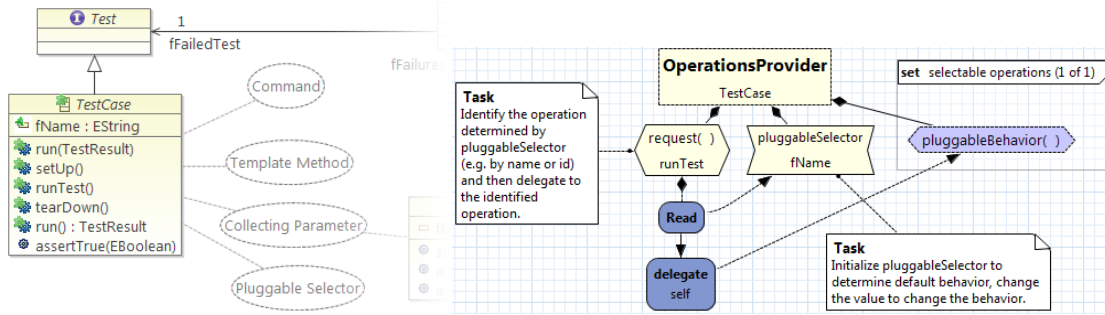 Test
1
fFailedTest
fFailures
TestCase
fName : EString
run(TestResult)
setUp()
runTest()
tearDown()
run() : TestResult
assertTrue(EBoolean)
Command
Template Method
Collecting Parameter
Pluggable Selector
OperationsProvider
TestCase
set selectable operations (1 of 1)
Task
Identify the operation
determined by
pluggableSelector
(e.g. by name or id)
and then delegate to
the identified
operation.
request( )
runTest
pluggableSelector
fName
pluggableBehavior( )
Read
delegate
self
Task
Initialize pluggableSelector to
determine default behavior, change
the value to change the behavior.